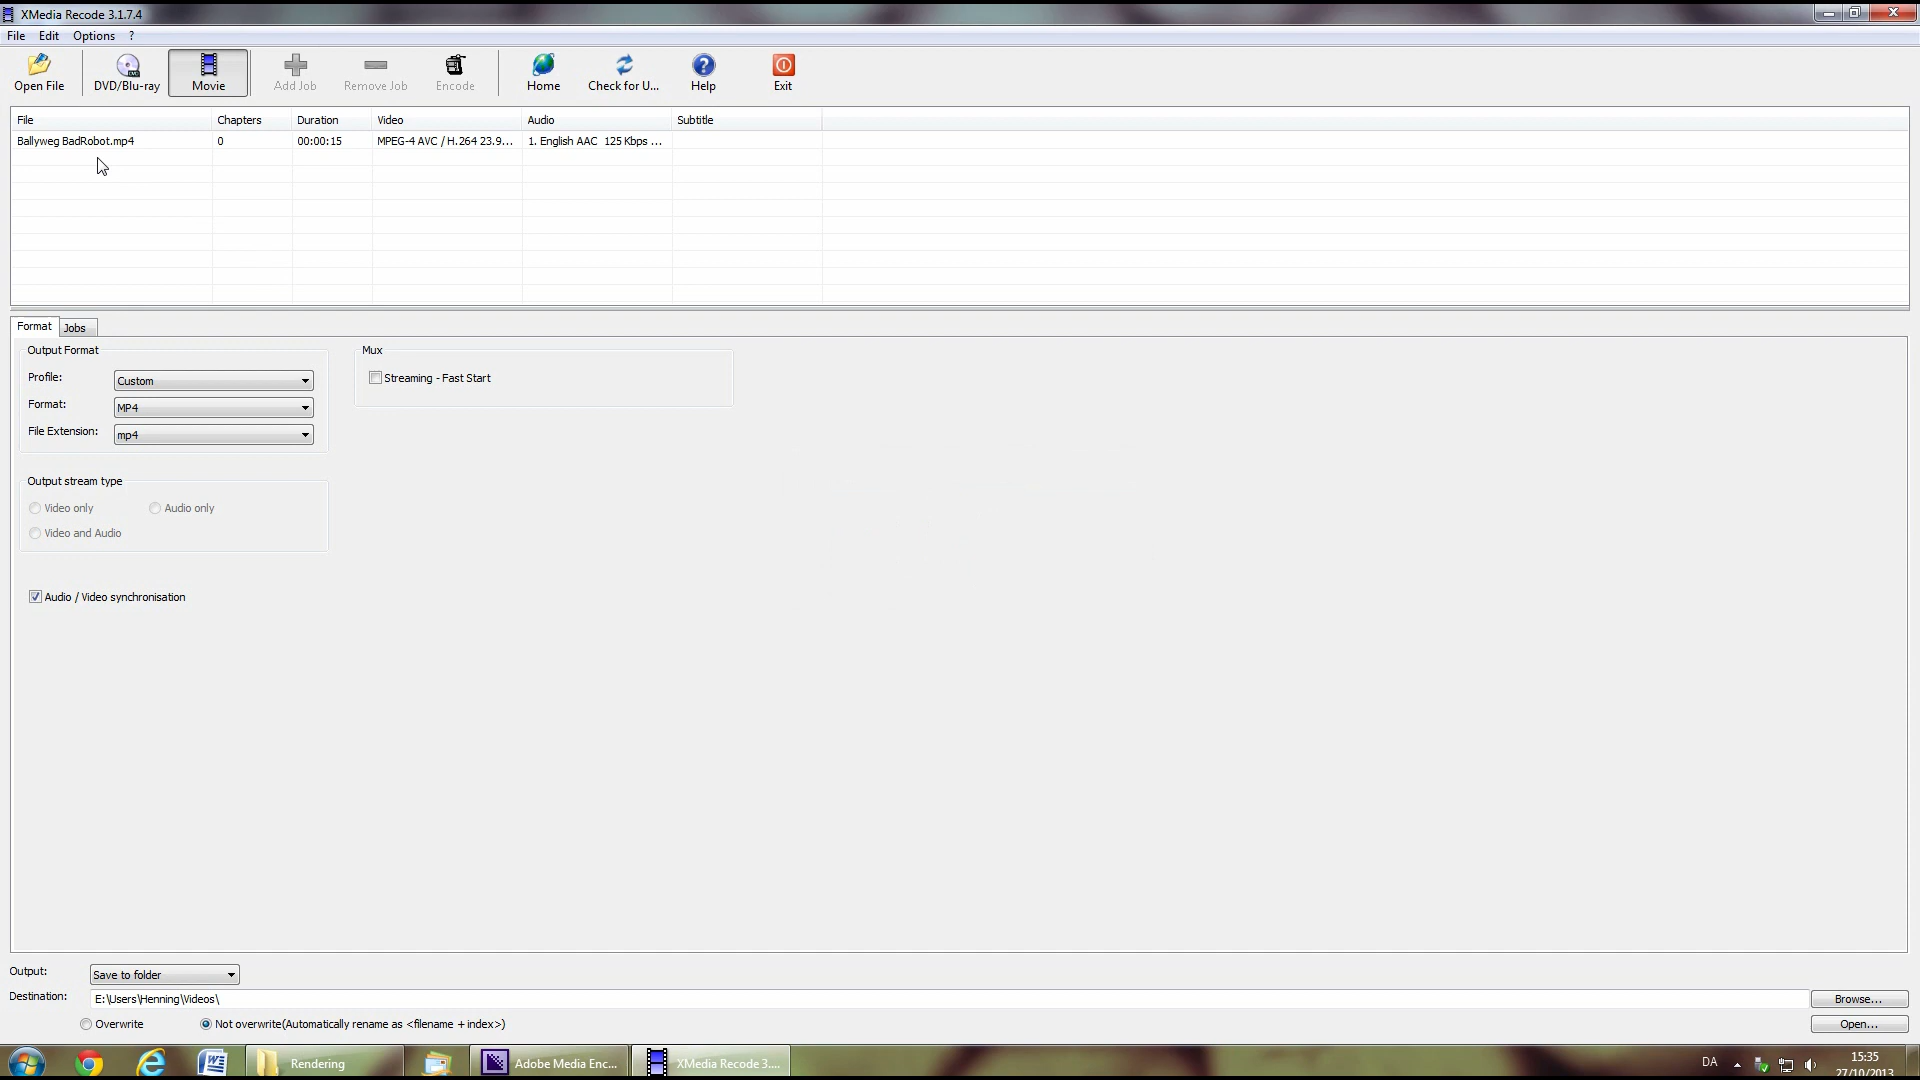 XMedia Recode 3.1.7.4
File Edit Options ?
Open File DVD/Blu-ray Movie Add Job Remove Job Encode Home Check for U... Help Exit
File Chapters Duration Video Audio Subtitle
Ballyweg BadRobot.mp4 0 00:00:15 MPEG-4 AVC / H.264 23.9... 1. English AAC 125 Kbps ...
Format Jobs
Output Format
Profile: Custom
Format: MP4
File Extension: mp4
Mux
Streaming - Fast Start
Output stream type
Video only Audio only
Video and Audio
Audio / Video synchronisation
Output: Save to folder
Destination: E:\Users\Henning\Videos\ Browse...
Overwrite Not overwrite(Automatically rename as <filename + index>) Open...
Rendering Adobe Media Enc... XMedia Recode 3.... DA 15:35
27/10/2013